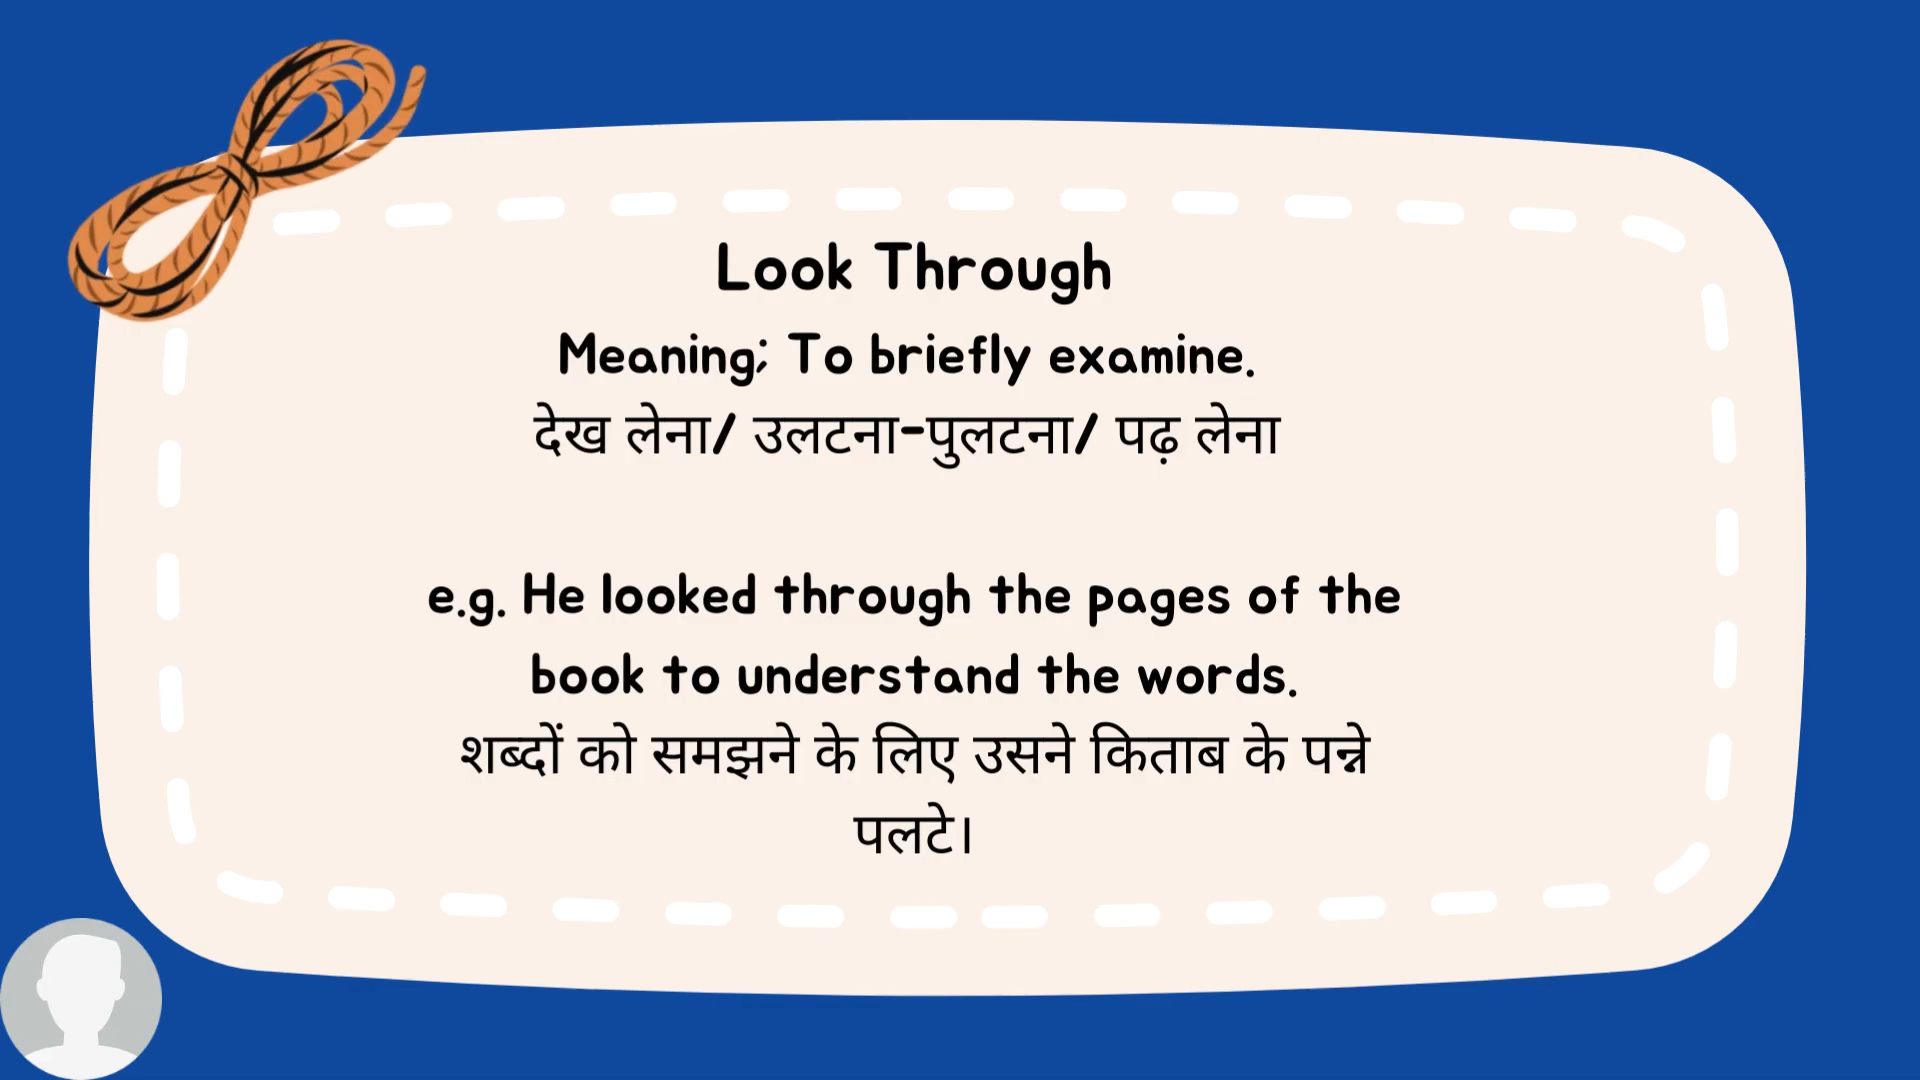 Look Through
Meaning; To briefly examine.
देख लेना/ उलटना-पुलटना/ पढ़ लेना
e.g. He looked through the pages of the
book to understand the words.
शब्दों को समझने के लिए उसने किताब के पन्ने
पलटे।